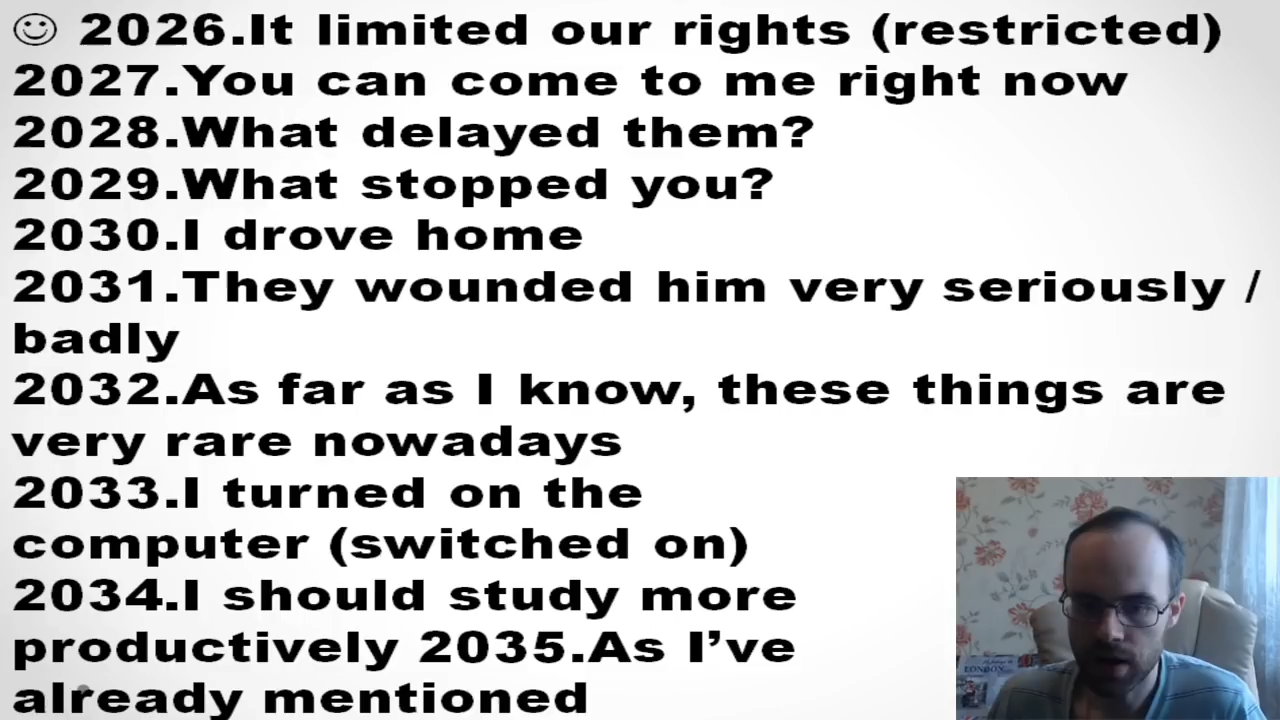 ☺ 2026.It limited our rights (restricted)
2027.You can come to me right now
2028.What delayed them?
2029.What stopped you?
2030.I drove home
2031.They wounded him very seriously /
badly
2032.As far as I know, these things are
very rare nowadays
2033.I turned on the
computer (switched on)
2034.I should study more
productively 2035.As I’ve
already mentioned
LONDON